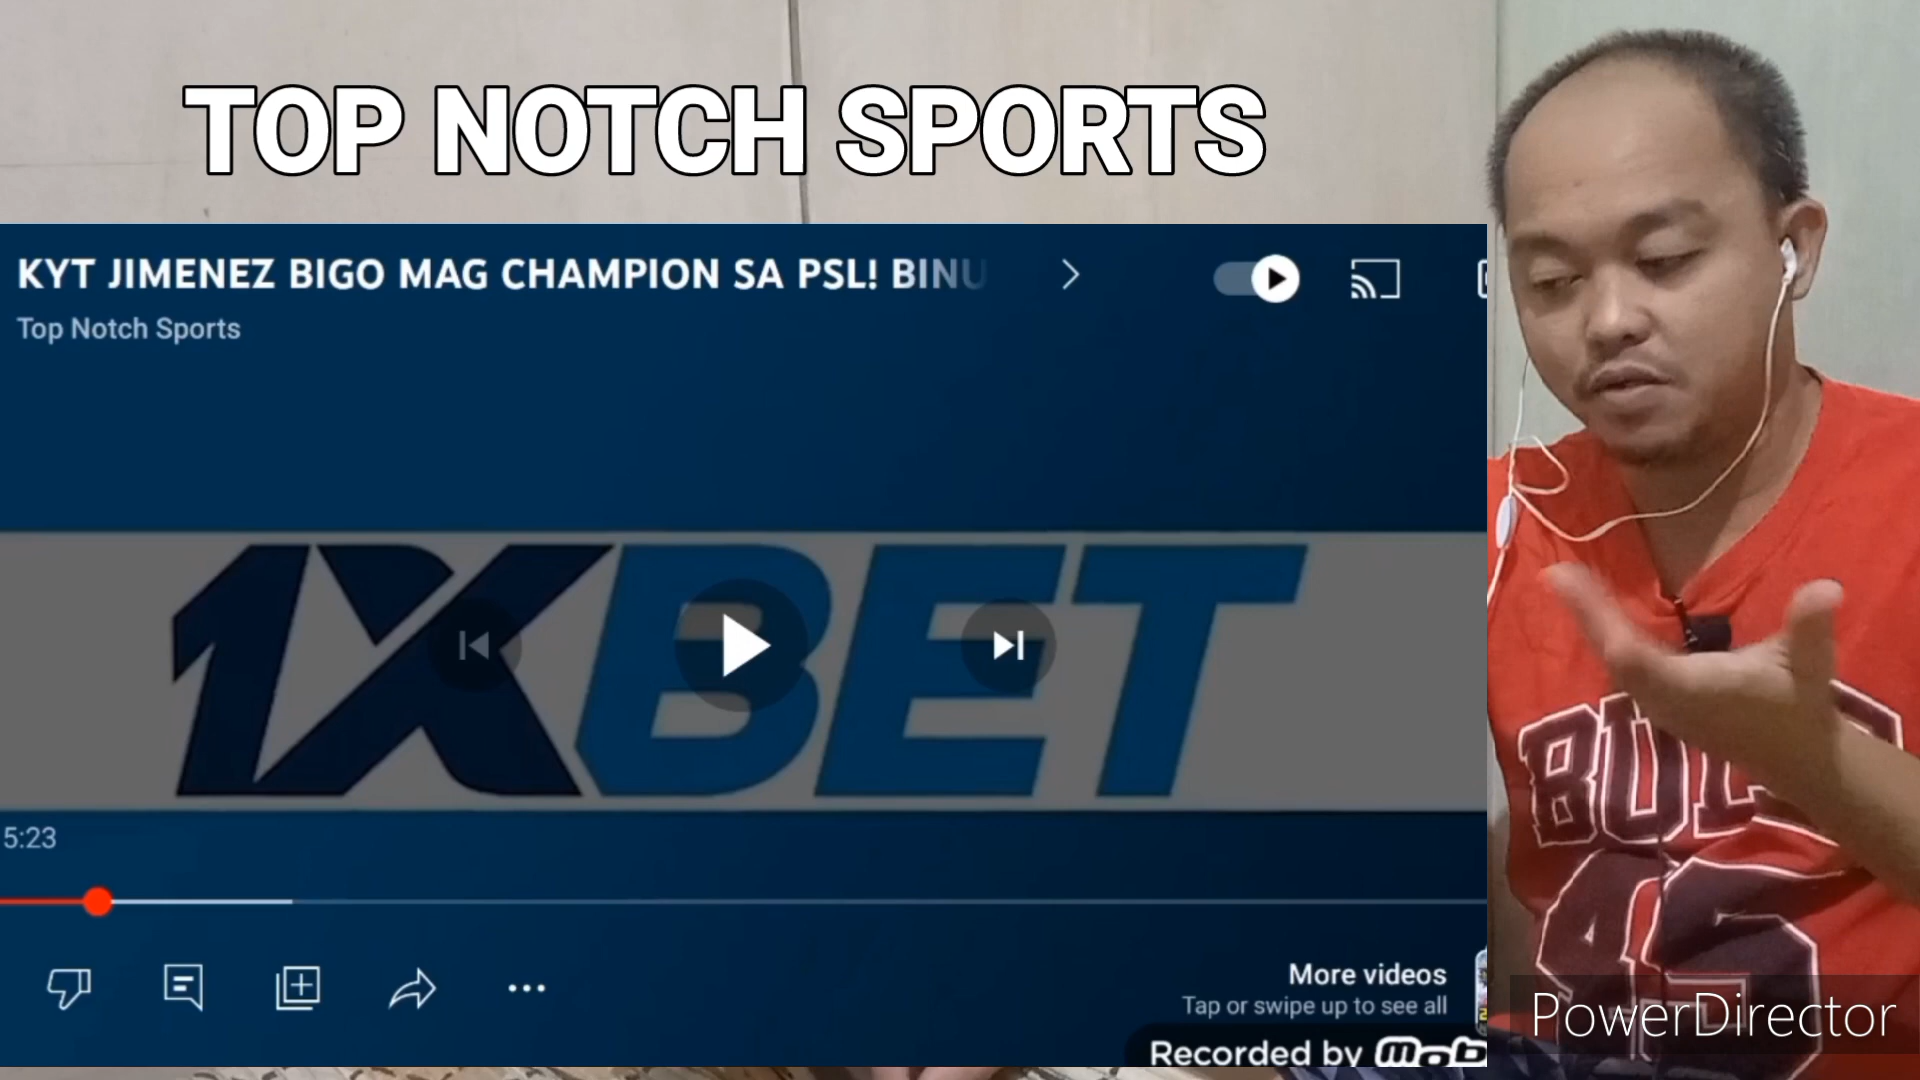 TOP NOTCH SPORTS
KYT JIMENEZ BIGO MAG CHAMPION SA PSL! BINU
Top Notch Sports
1XBET
5:23
More videos
Tap or swipe up to see all
Recorded by Mob
BULLS
45
PowerDirector